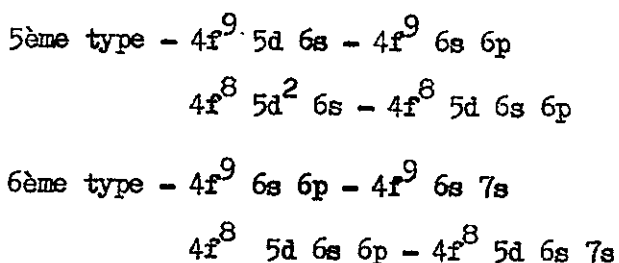 5ème type - 4f⁹ 5d 6s - 4f⁹ 6s 6p
4f⁸ 5d² 6s - 4f⁸ 5d 6s 6p
6ème type - 4f⁹ 6s 6p - 4f⁹ 6s 7s
4f⁸ 5d 6s 6p - 4f⁸ 5d 6s 7s